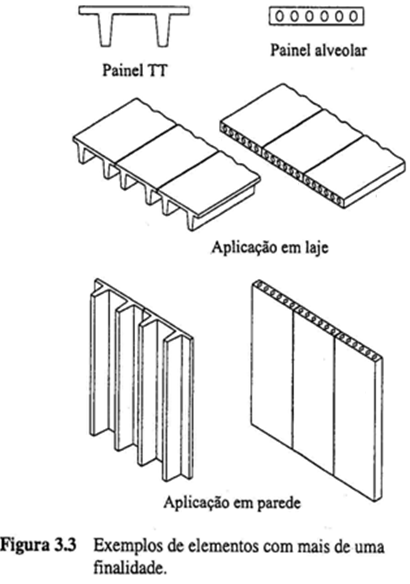 Painel TT
Painel alveolar
Aplicação em laje
Aplicação em parede
Figura 3.3 Exemplos de elementos com mais de uma
finalidade.